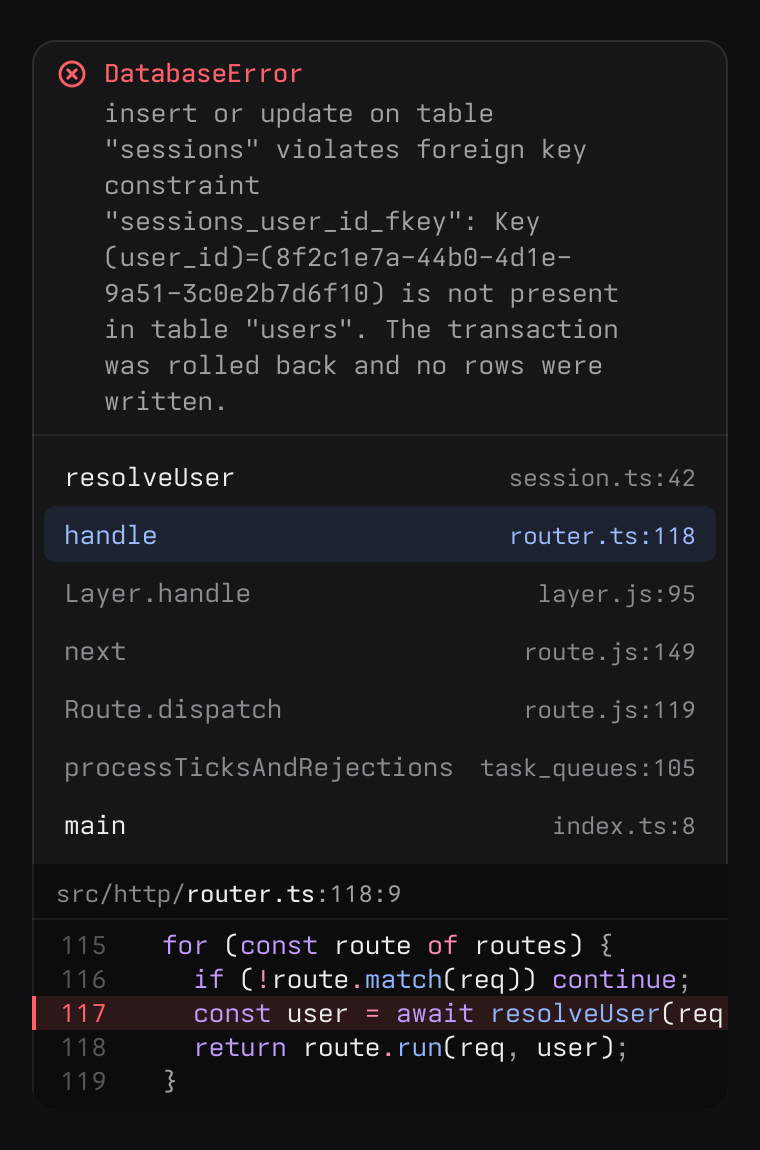 DatabaseError
insert or update on table
"sessions" violates foreign key
constraint
"sessions_user_id_fkey": Key
(user_id)=(8f2c1e7a-44b0-4d1e-
9a51-3c0e2b7d6f10) is not present
in table "users". The transaction
was rolled back and no rows were
written.
resolveUser session.ts:42
handle router.ts:118
Layer.handle layer.js:95
next route.js:149
Route.dispatch route.js:119
processTicksAndRejections task_queues:105
main index.ts:8
src/http/router.ts:118:9
115 for (const route of routes) {
116 if (!route.match(req)) continue;
117 const user = await resolveUser(req
118 return route.run(req, user);
119 }